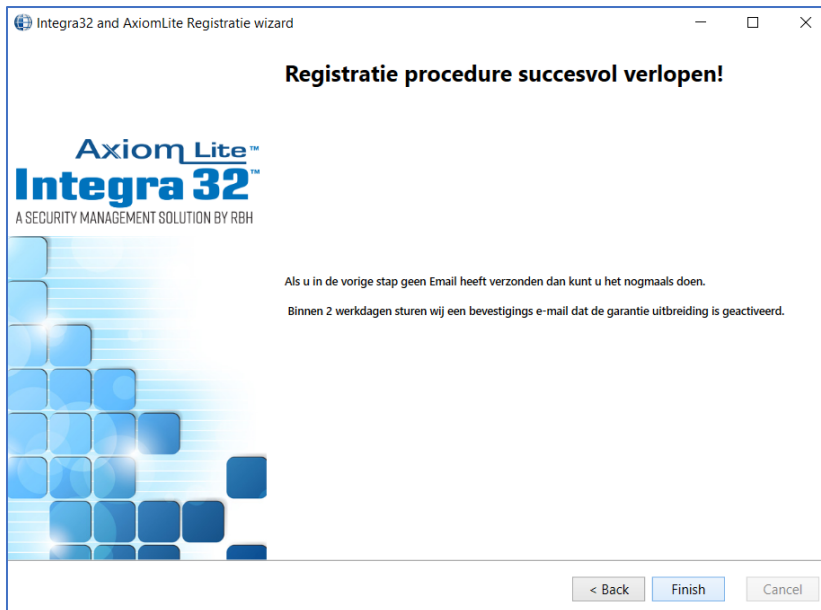 Integra32 and AxiomLite Registratie wizard
Registratie procedure succesvol verlopen!
Axiom Lite™
Integra 32™
A SECURITY MANAGEMENT SOLUTION BY RBH
Als u in de vorige stap geen Email heeft verzonden dan kunt u het nogmaals doen.
Binnen 2 werkdagen sturen wij een bevestigings e-mail dat de garantie uitbreiding is geactiveerd.
< Back Finish Cancel